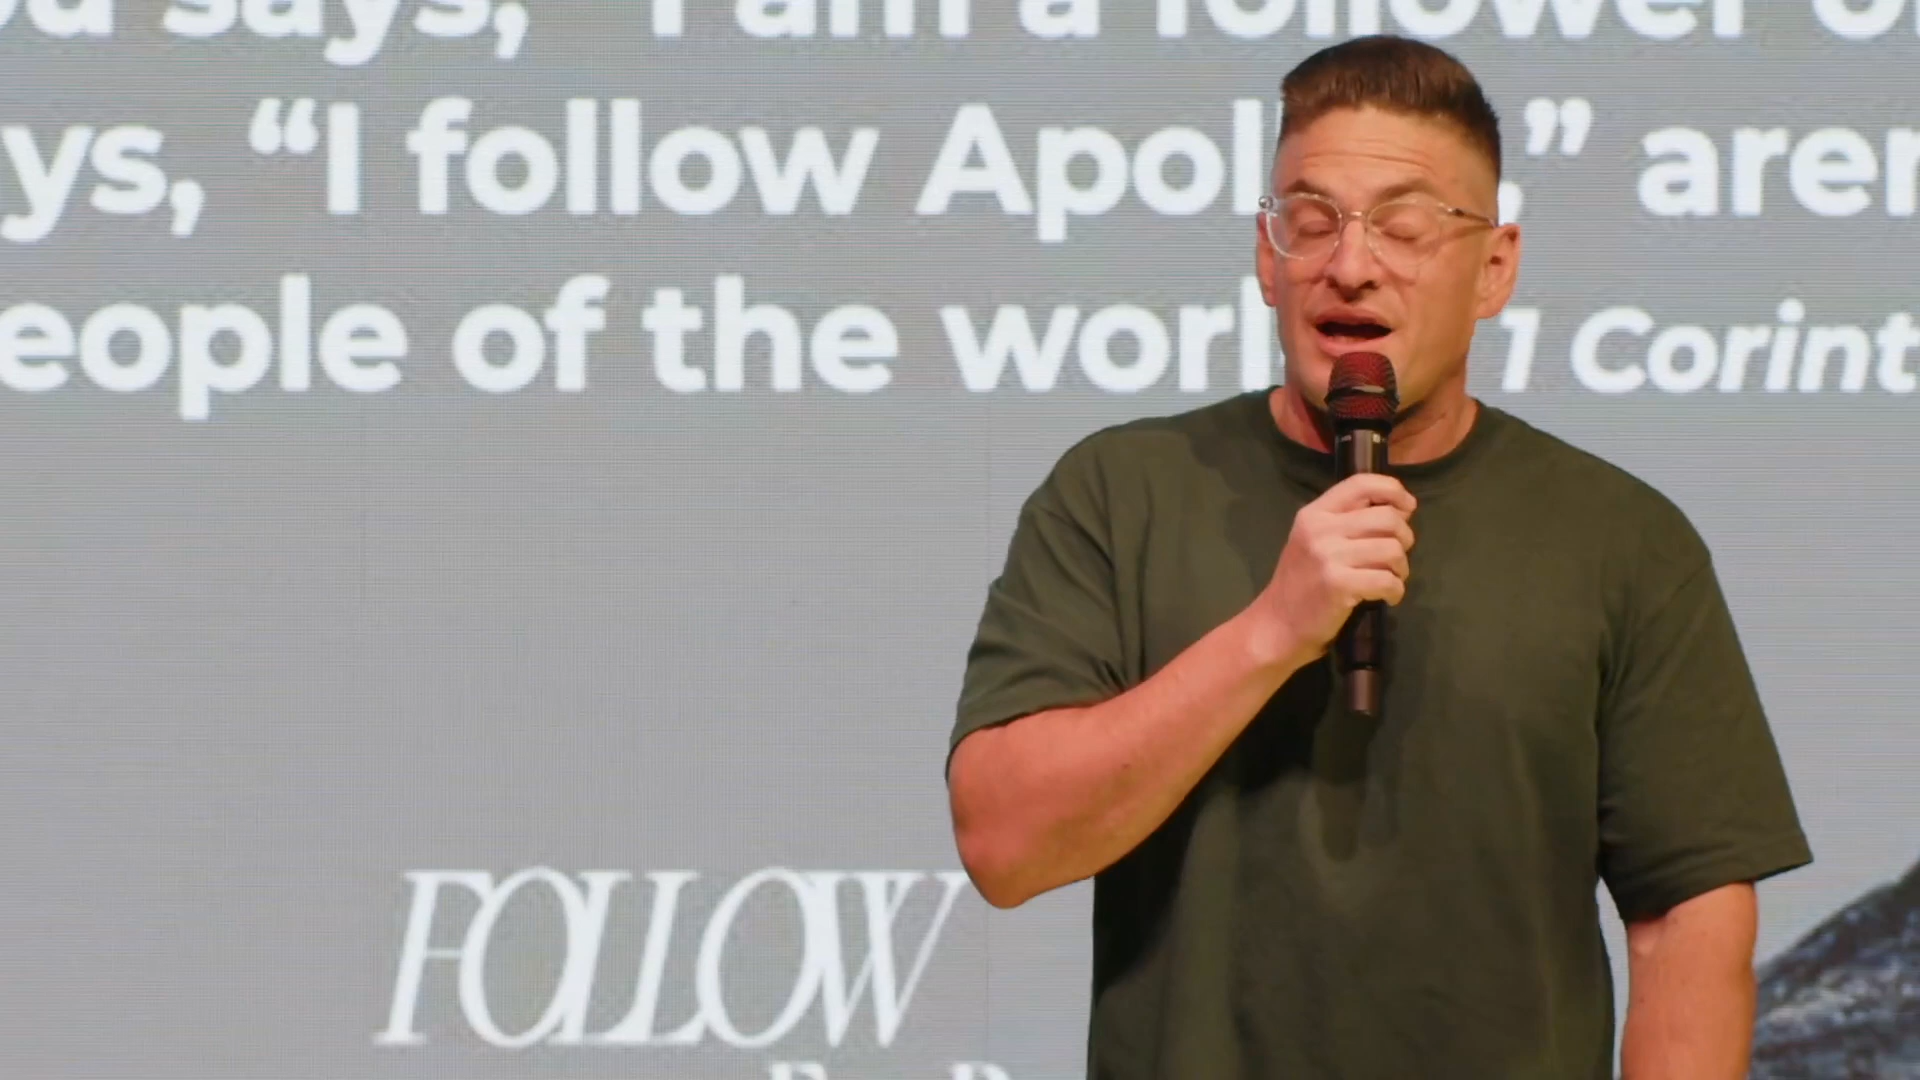 says, “I am a follower
ys, “I follow Apol ,” aren
eople of the worl 1 Corint
FOLLOW